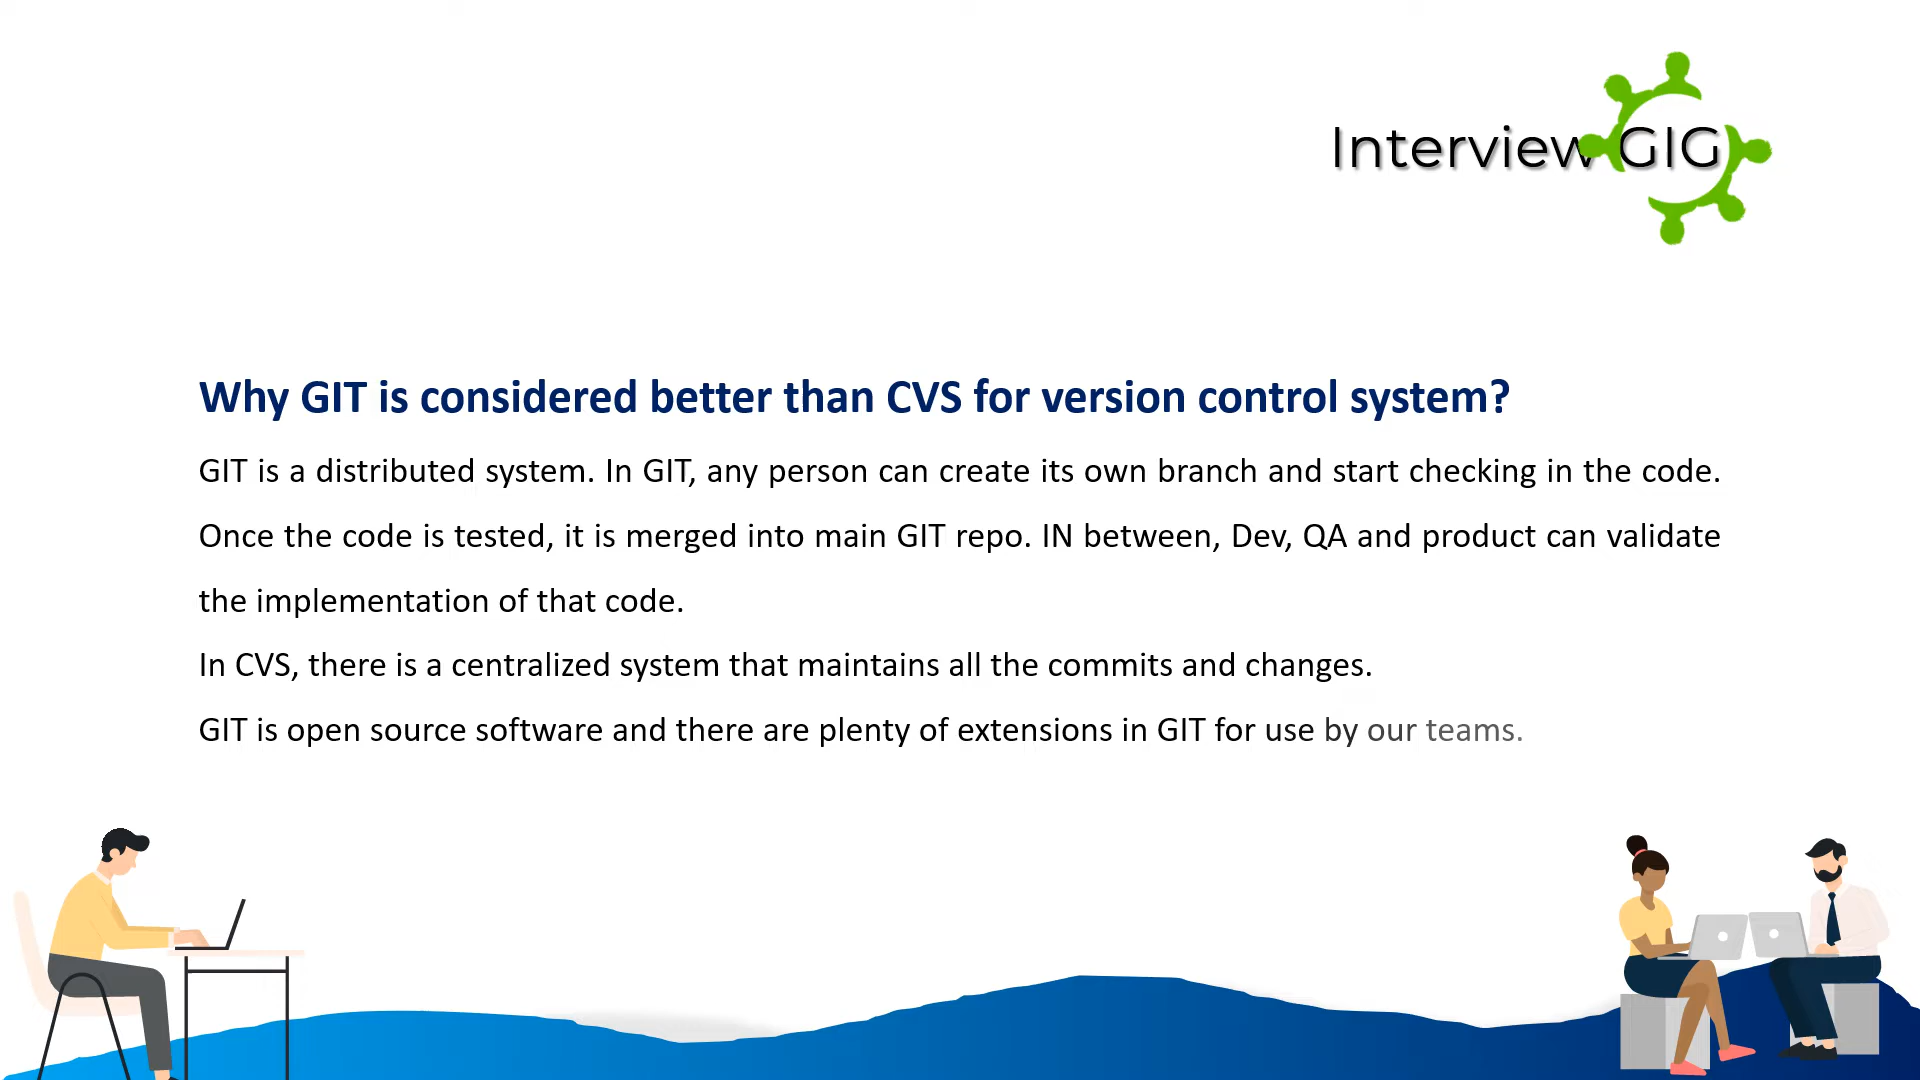 Interview GIG
Why GIT is considered better than CVS for version control system?
GIT is a distributed system. In GIT, any person can create its own branch and start checking in the code.
Once the code is tested, it is merged into main GIT repo. IN between, Dev, QA and product can validate
the implementation of that code.
In CVS, there is a centralized system that maintains all the commits and changes.
GIT is open source software and there are plenty of extensions in GIT for use by our teams.